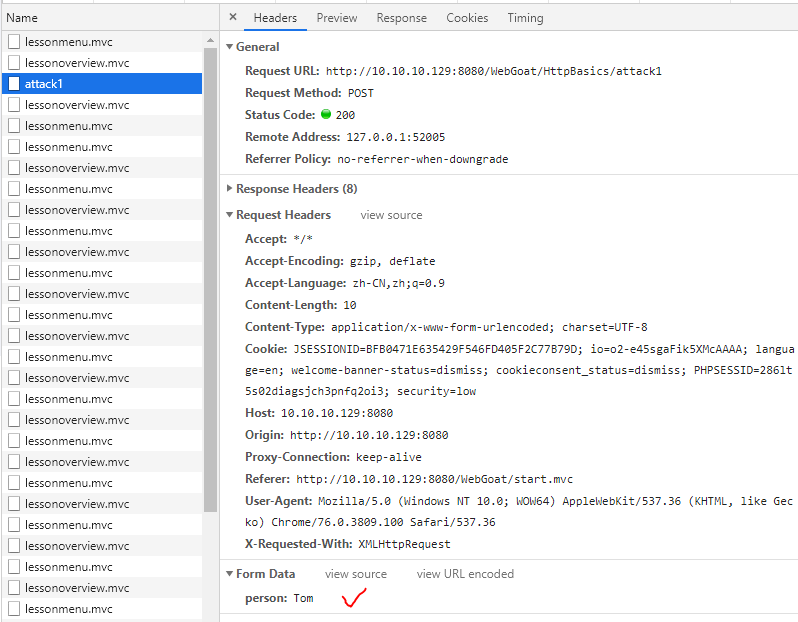 Name
lessonmenu.mvc
lessonoverview.mvc
attack1
lessonoverview.mvc
lessonmenu.mvc
lessonmenu.mvc
lessonoverview.mvc
lessonmenu.mvc
lessonoverview.mvc
lessonmenu.mvc
lessonoverview.mvc
lessonmenu.mvc
lessonoverview.mvc
lessonmenu.mvc
lessonoverview.mvc
lessonmenu.mvc
lessonoverview.mvc
lessonmenu.mvc
lessonoverview.mvc
lessonmenu.mvc
lessonoverview.mvc
lessonmenu.mvc
lessonoverview.mvc
lessonmenu.mvc
lessonoverview.mvc
lessonmenu.mvc
lessonoverview.mvc
lessonmenu.mvc
× Headers Preview Response Cookies Timing
General
Request URL: http://10.10.10.129:8080/WebGoat/HttpBasics/attack1
Request Method: POST
Status Code: 200
Remote Address: 127.0.0.1:52005
Referrer Policy: no-referrer-when-downgrade
Response Headers (8)
Request Headers view source
Accept: */*
Accept-Encoding: gzip, deflate
Accept-Language: zh-CN,zh;q=0.9
Content-Length: 10
Content-Type: application/x-www-form-urlencoded; charset=UTF-8
Cookie: JSESSIONID=BFB0471E635429F546FD405F2C77B79D; io=o2-e45sgaFik5XMcAAAA; langua
ge=en; welcome-banner-status=dismiss; cookieconsent_status=dismiss; PHPSESSID=286lt
5s02diagsjch3pnfq2oi3; security=low
Host: 10.10.10.129:8080
Origin: http://10.10.10.129:8080
Proxy-Connection: keep-alive
Referer: http://10.10.10.129:8080/WebGoat/start.mvc
User-Agent: Mozilla/5.0 (Windows NT 10.0; WOW64) AppleWebKit/537.36 (KHTML, like Gec
ko) Chrome/76.0.3809.100 Safari/537.36
X-Requested-With: XMLHttpRequest
Form Data view source view URL encoded
person: Tom